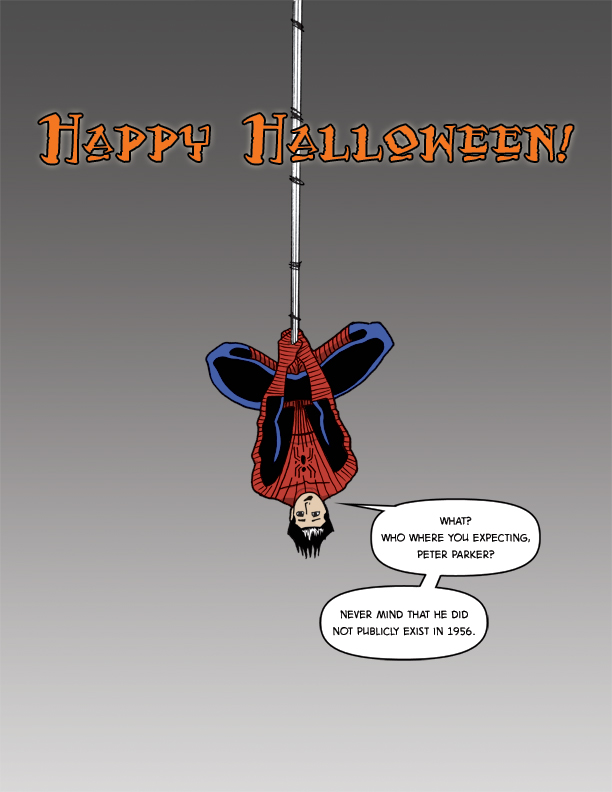 Happy Halloween!
WHAT?
WHO WHERE YOU EXPECTING,
PETER PARKER?
NEVER MIND THAT HE DID
NOT PUBLICLY EXIST IN 1956.